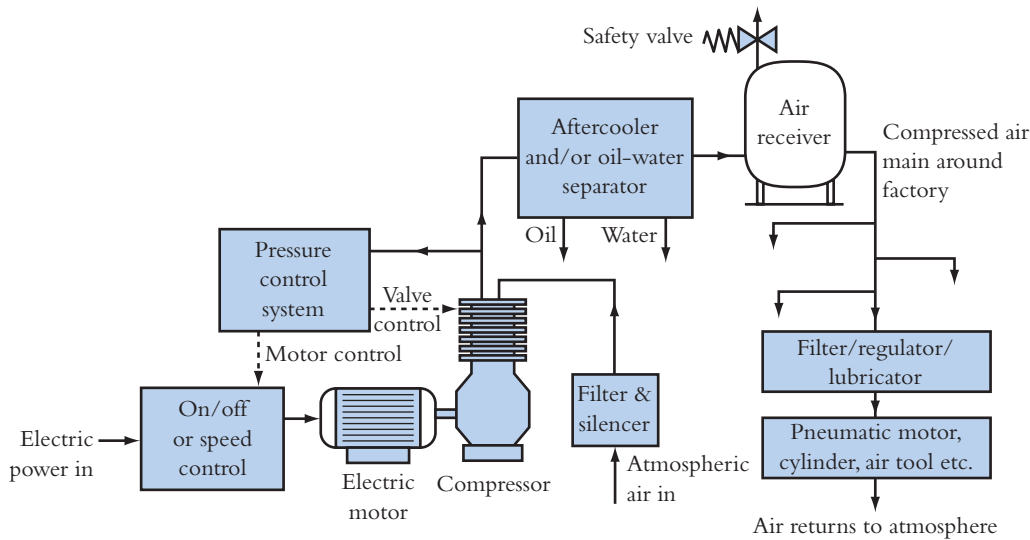 Safety valve
Air
receiver
Aftercooler
and/or oil-water
separator
Compressed air
main around
factory
Oil
Water
Pressure
control
system
Valve
control
Motor control
Filter/regulator/
lubricator
On/off
or speed
control
Filter &
silencer
Electric
power in
Pneumatic motor,
cylinder, air tool etc.
Electric
motor
Compressor
Atmospheric
air in
Air returns to atmosphere